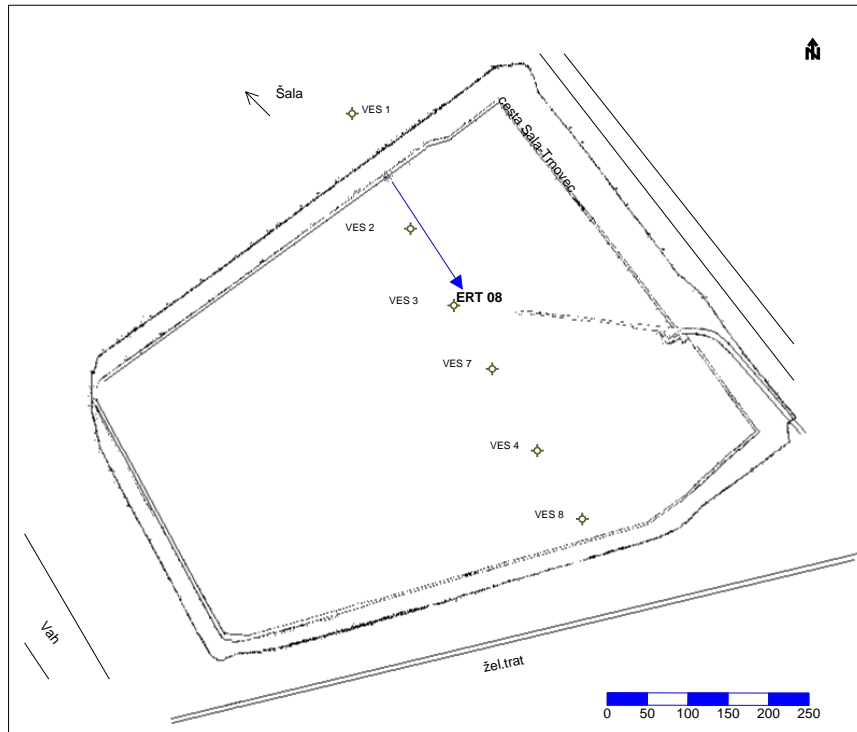 N
Šala
VES 1
cesta Sala-Trnovec
VES 2
ERT 08
VES 3
VES 7
VES 4
VES 8
Vah
žel.trat
0 50 100 150 200 250